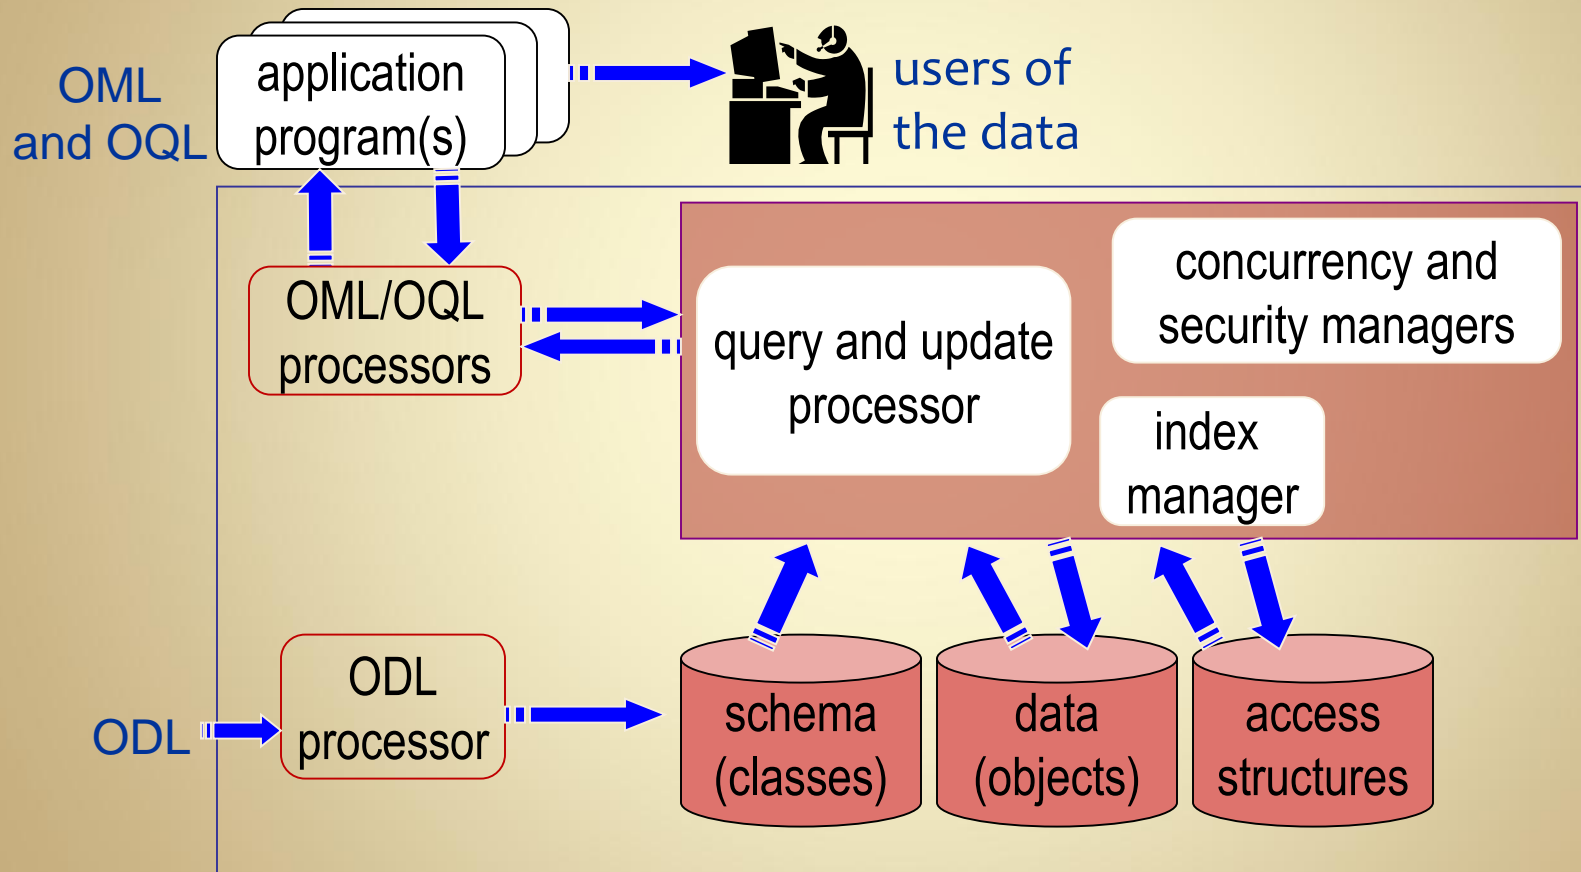 OML
and OQL
application
program(s)
users of
the data
OML/OQL
processors
query and update
processor
concurrency and
security managers
index
manager
ODL
ODL
processor
schema
(classes)
data
(objects)
access
structures